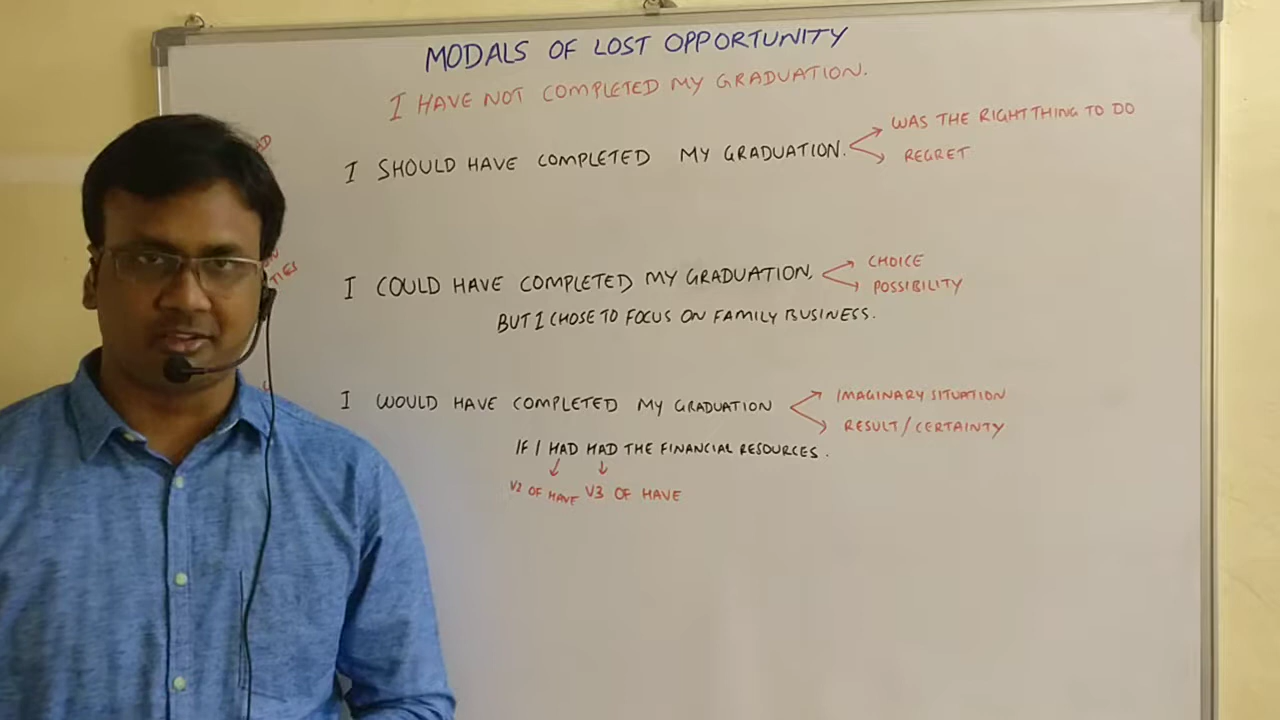 MODALS OF LOST OPPORTUNITY
I HAVE NOT COMPLETED MY GRADUATION.
I SHOULD HAVE COMPLETED MY GRADUATION.
WAS THE RIGHT THING TO DO
REGRET
I COULD HAVE COMPLETED MY GRADUATION,
CHOICE
POSSIBILITY
BUT I CHOSE TO FOCUS ON FAMILY BUSINESS.
I WOULD HAVE COMPLETED MY GRADUATION
IMAGINARY SITUATION
RESULT/CERTAINTY
IF I HAD HAD THE FINANCIAL RESOURCES.
V2 OF HAVE V3 OF HAVE